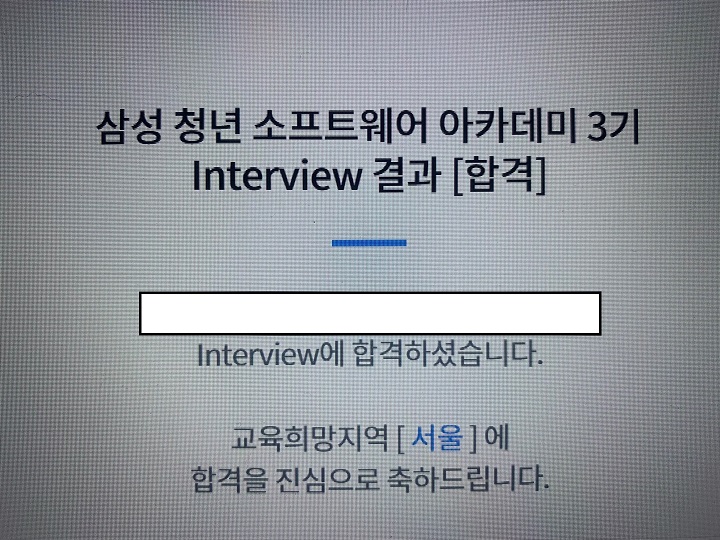 삼성 청년 소프트웨어 아카데미 3기
Interview 결과 [합격]
Interview에 합격하셨습니다.
교육희망지역 [ 서울 ] 에
합격을 진심으로 축하드립니다.